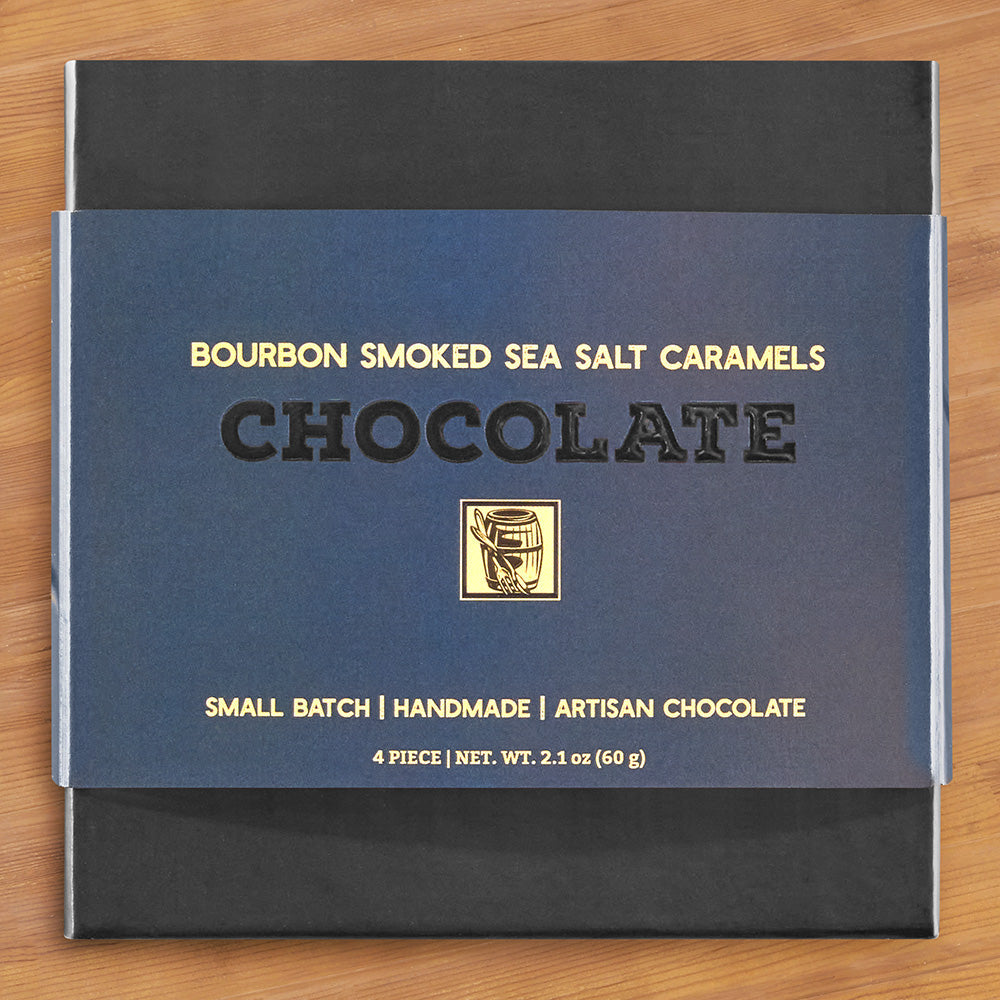 BOURBON SMOKED SEA SALT CARAMELS
CHOCOLATE
SMALL BATCH | HANDMADE | ARTISAN CHOCOLATE
4 PIECE | NET. WT. 2.1 oz (60 g)